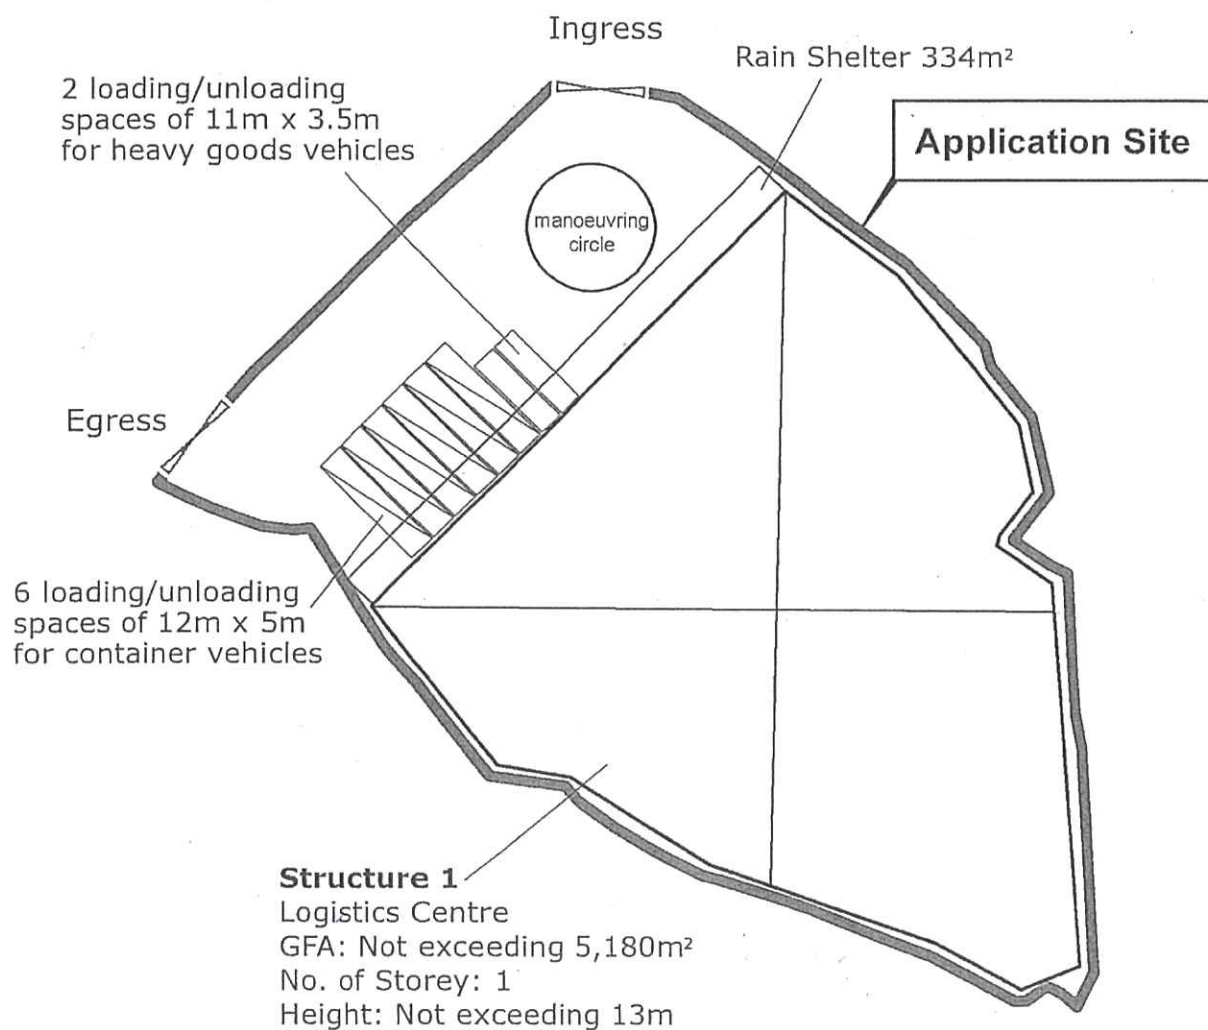 Ingress
Rain Shelter 334m²
2 loading/unloading
spaces of 11m x 3.5m
for heavy goods vehicles
Application Site
manoeuvring
circle
Egress
6 loading/unloading
spaces of 12m x 5m
for container vehicles
Structure 1
Logistics Centre
GFA: Not exceeding 5,180m²
No. of Storey: 1
Height: Not exceeding 13m